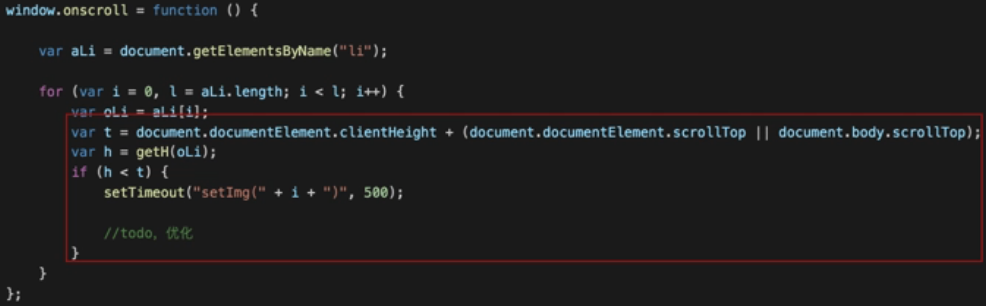 window.onscroll = function () {
var aLi = document.getElementsByName("li");
for (var i = 0, l = aLi.length; i < l; i++) {
var oLi = aLi[i];
var t = document.documentElement.clientHeight + (document.documentElement.scrollTop || document.body.scrollTop);
var h = getH(oLi);
if (h < t) {
setTimeout("setImg(" + i + ")", 500);
//todo, 优化
}
}
};